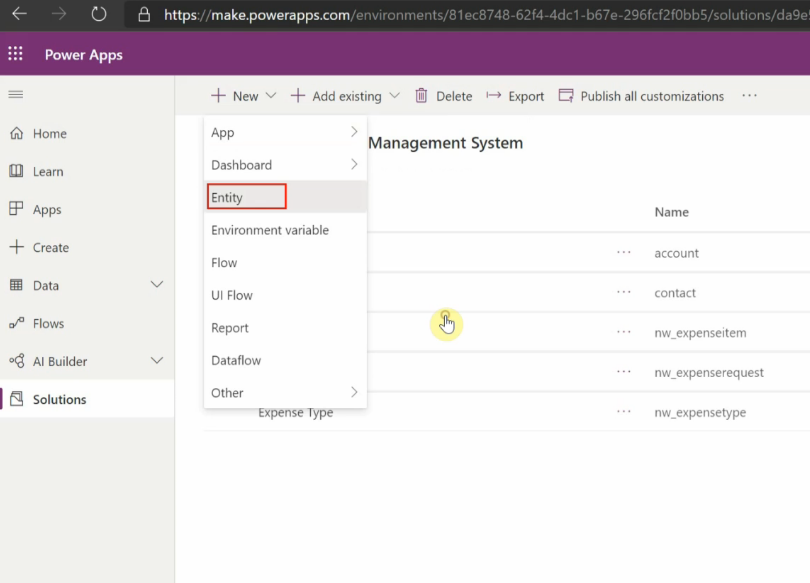 https://make.powerapps.com/environments/81ec8748-62f4-4dc1-b67e-296fcf2f0bb5/solutions/da9e5
Power Apps
New
Add existing
Delete
Export
Publish all customizations
Home
Learn
Apps
Create
Data
Flows
AI Builder
Solutions
App
Dashboard
Entity
Environment variable
Flow
UI Flow
Report
Dataflow
Other
Management System
Name
account
contact
nw_expenseitem
nw_expenserequest
Expense Type
nw_expensetype